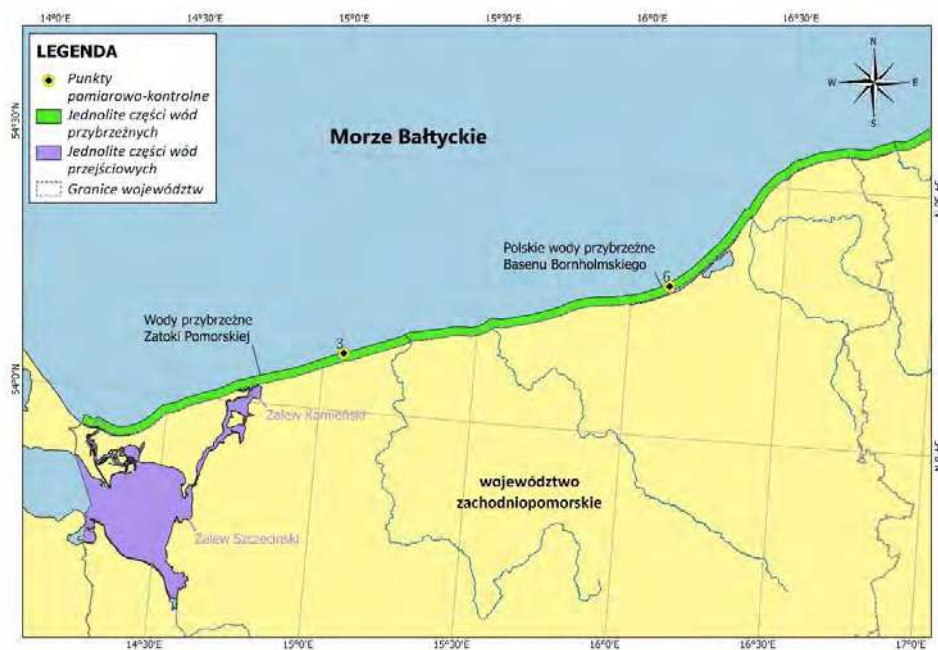 14°0'E 14°30'E 15°0'E 15°30'E 16°0'E 16°30'E
LEGENDA
Punkty
pomiarowo-kontrolne
Jednolite części wód
przybrzeżnych
Jednolite części wód
przejściowych
Granice województw
N
W E
S
54°30'N
Morze Bałtyckie
Polskie wody przybrzeżne
Basenu Bornholmskiego
6
Wody przybrzeżne
Zatoki Pomorskiej
3
54°0'N
Zalew Kamieński
województwo
zachodniopomorskie
Zalew Szczeciński
14°30'E 15°0'E 15°30'E 16°0'E 16°30'E 17°0'E